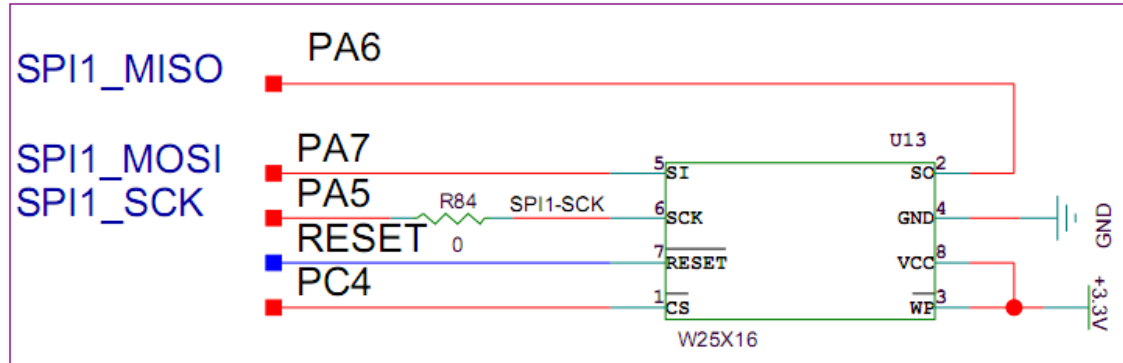 SPI1_MISO
PA6
SPI1_MOSI
PA7
SPI1_SCK
PA5
R84
0
SPI1-SCK
RESET
PC4
U13
5 SI
SO 2
6 SCK
GND 4
7 RESET
VCC 8
1 CS
WP 3
W25X16
GND
+3.3V